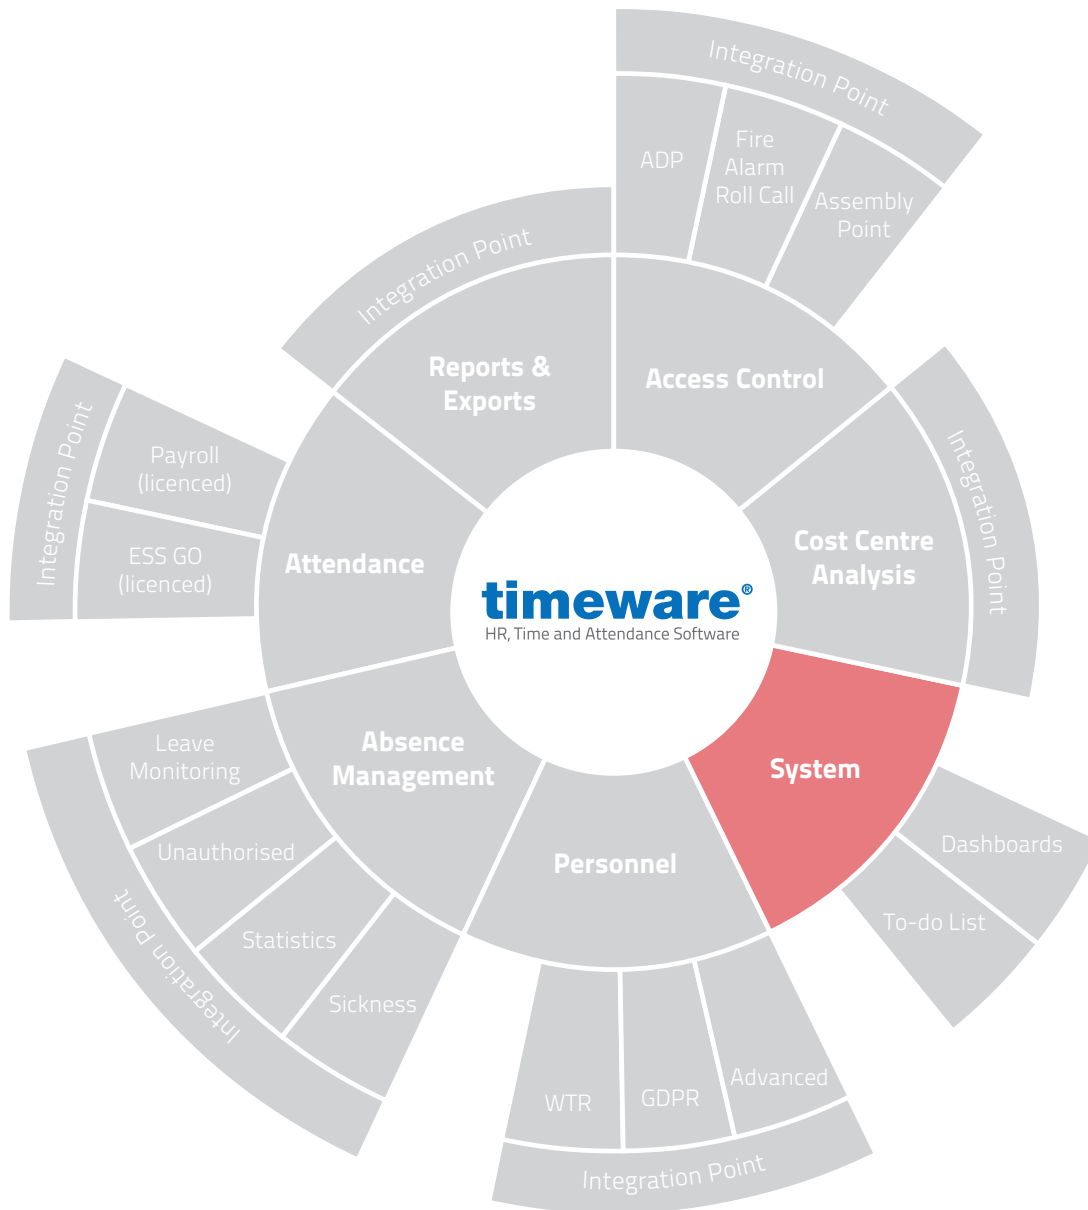 Integration Point
ADP
Fire
Alarm
Roll Call
Assembly
Point
Integration Point
Reports &
Exports
Access Control
Integration Point
Payroll
(licenced)
ESS GO
(licenced)
Integration Point
Attendance
Cost Centre
Analysis
Integration Point
timeware®
HR, Time and Attendance Software
Absence
Management
Leave
Monitoring
Unauthorised
Statistics
Sickness
Integration Point
System
Dashboards
To-do List
Personnel
WTR
GDPR
Advanced
Integration Point